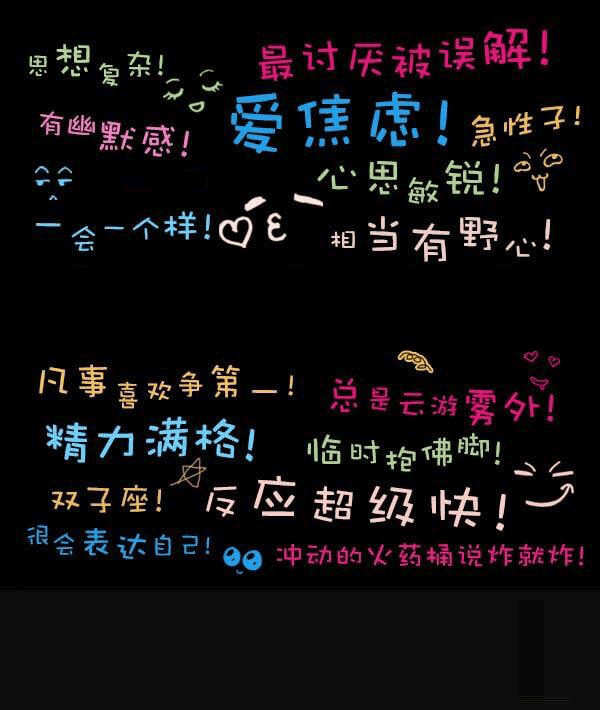 思想复杂!
最讨厌被误解!
有幽默感!
爱焦虑!
急性子!
心思敏锐!
一会一个样!
相当有野心!
凡事喜欢争第一!
总是云游雾外!
精力满格!
临时抱佛脚!
双子座!
反应超级快!
很会表达自己!
冲动的火药桶说炸就炸!